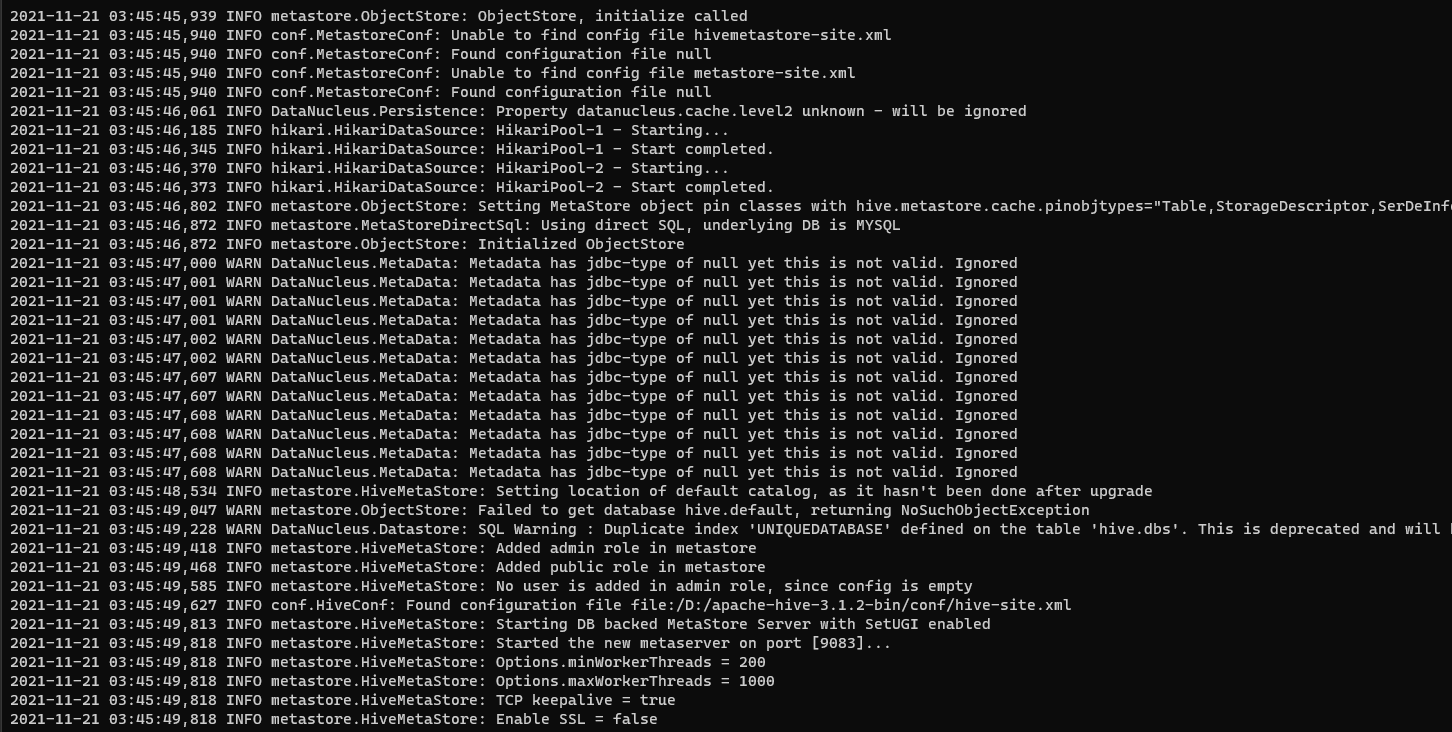 2021-11-21 03:45:45,939 INFO metastore.ObjectStore: ObjectStore, initialize called
2021-11-21 03:45:45,940 INFO conf.MetastoreConf: Unable to find config file hivemetastore-site.xml
2021-11-21 03:45:45,940 INFO conf.MetastoreConf: Found configuration file null
2021-11-21 03:45:45,940 INFO conf.MetastoreConf: Unable to find config file metastore-site.xml
2021-11-21 03:45:45,940 INFO conf.MetastoreConf: Found configuration file null
2021-11-21 03:45:46,061 INFO DataNucleus.Persistence: Property datanucleus.cache.level2 unknown - will be ignored
2021-11-21 03:45:46,185 INFO hikari.HikariDataSource: HikariPool-1 - Starting...
2021-11-21 03:45:46,345 INFO hikari.HikariDataSource: HikariPool-1 - Start completed.
2021-11-21 03:45:46,370 INFO hikari.HikariDataSource: HikariPool-2 - Starting...
2021-11-21 03:45:46,373 INFO hikari.HikariDataSource: HikariPool-2 - Start completed.
2021-11-21 03:45:46,802 INFO metastore.ObjectStore: Setting MetaStore object pin classes with hive.metastore.cache.pinobjtypes="Table,StorageDescriptor,SerDeInf
2021-11-21 03:45:46,872 INFO metastore.MetaStoreDirectSql: Using direct SQL, underlying DB is MYSQL
2021-11-21 03:45:46,872 INFO metastore.ObjectStore: Initialized ObjectStore
2021-11-21 03:45:47,000 WARN DataNucleus.MetaData: Metadata has jdbc-type of null yet this is not valid. Ignored
2021-11-21 03:45:47,001 WARN DataNucleus.MetaData: Metadata has jdbc-type of null yet this is not valid. Ignored
2021-11-21 03:45:47,001 WARN DataNucleus.MetaData: Metadata has jdbc-type of null yet this is not valid. Ignored
2021-11-21 03:45:47,001 WARN DataNucleus.MetaData: Metadata has jdbc-type of null yet this is not valid. Ignored
2021-11-21 03:45:47,002 WARN DataNucleus.MetaData: Metadata has jdbc-type of null yet this is not valid. Ignored
2021-11-21 03:45:47,002 WARN DataNucleus.MetaData: Metadata has jdbc-type of null yet this is not valid. Ignored
2021-11-21 03:45:47,607 WARN DataNucleus.MetaData: Metadata has jdbc-type of null yet this is not valid. Ignored
2021-11-21 03:45:47,607 WARN DataNucleus.MetaData: Metadata has jdbc-type of null yet this is not valid. Ignored
2021-11-21 03:45:47,608 WARN DataNucleus.MetaData: Metadata has jdbc-type of null yet this is not valid. Ignored
2021-11-21 03:45:47,608 WARN DataNucleus.MetaData: Metadata has jdbc-type of null yet this is not valid. Ignored
2021-11-21 03:45:47,608 WARN DataNucleus.MetaData: Metadata has jdbc-type of null yet this is not valid. Ignored
2021-11-21 03:45:47,608 WARN DataNucleus.MetaData: Metadata has jdbc-type of null yet this is not valid. Ignored
2021-11-21 03:45:48,534 INFO metastore.HiveMetaStore: Setting location of default catalog, as it hasn't been done after upgrade
2021-11-21 03:45:49,047 WARN metastore.ObjectStore: Failed to get database hive.default, returning NoSuchObjectException
2021-11-21 03:45:49,228 WARN DataNucleus.Datastore: SQL Warning : Duplicate index 'UNIQUEDATABASE' defined on the table 'hive.dbs'. This is deprecated and will
2021-11-21 03:45:49,418 INFO metastore.HiveMetaStore: Added admin role in metastore
2021-11-21 03:45:49,468 INFO metastore.HiveMetaStore: Added public role in metastore
2021-11-21 03:45:49,585 INFO metastore.HiveMetaStore: No user is added in admin role, since config is empty
2021-11-21 03:45:49,627 INFO conf.HiveConf: Found configuration file file:/D:/apache-hive-3.1.2-bin/conf/hive-site.xml
2021-11-21 03:45:49,813 INFO metastore.HiveMetaStore: Starting DB backed MetaStore Server with SetUGI enabled
2021-11-21 03:45:49,818 INFO metastore.HiveMetaStore: Started the new metaserver on port [9083]...
2021-11-21 03:45:49,818 INFO metastore.HiveMetaStore: Options.minWorkerThreads = 200
2021-11-21 03:45:49,818 INFO metastore.HiveMetaStore: Options.maxWorkerThreads = 1000
2021-11-21 03:45:49,818 INFO metastore.HiveMetaStore: TCP keepalive = true
2021-11-21 03:45:49,818 INFO metastore.HiveMetaStore: Enable SSL = false